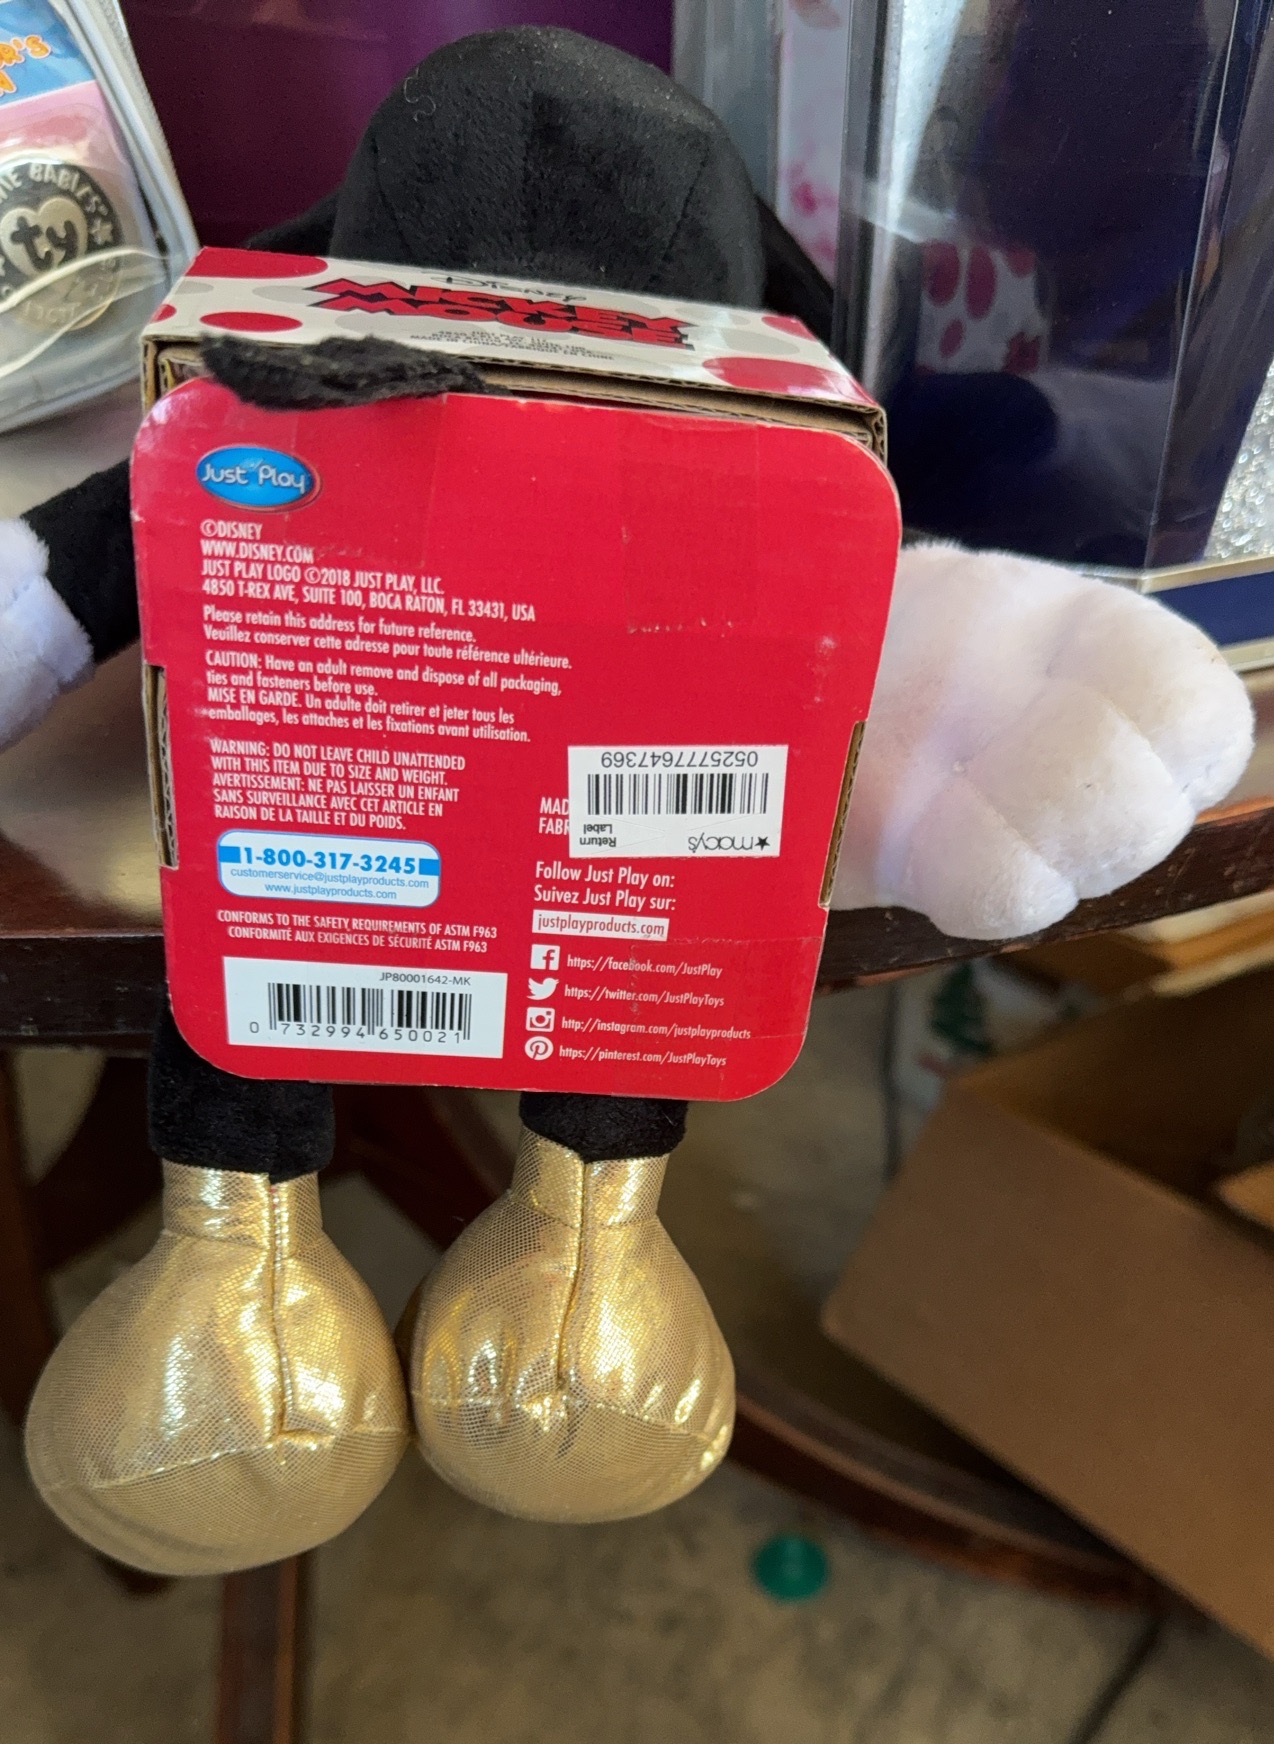 BABIES
ty
Disney
MICKEY
MOUSE
Just Play
©DISNEY
WWW.DISNEY.COM
JUST PLAY LOGO ©2018 JUST PLAY, LLC.
4850 T-REX AVE, SUITE 100, BOCA RATON, FL 33431, USA
Please retain this address for future reference.
Veuillez conserver cette adresse pour toute référence ultérieure.
CAUTION: Have an adult remove and dispose of all packaging,
ties and fasteners before use.
MISE EN GARDE. Un adulte doit retirer et jeter tous les
emballages, les attaches et les fixations avant utilisation.
WARNING: DO NOT LEAVE CHILD UNATTENDED
WITH THIS ITEM DUE TO SIZE AND WEIGHT.
AVERTISSEMENT: NE PAS LAISSER UN ENFANT
SANS SURVEILLANCE AVEC CET ARTICLE EN
RAISON DE LA TAILLE ET DU POIDS.
1-800-317-3245
customerservice@justplayproducts.com
www.justplayproducts.com
CONFORMS TO THE SAFETY REQUIREMENTS OF ASTM F963
CONFORMITÉ AUX EXIGENCES DE SÉCURITÉ ASTM F963
JP80001642-MK
0 732994 650021
★macy's
Return
Label
0525777647369
MAD
FABR
Follow Just Play on:
Suivez Just Play sur:
justplayproducts.com
https://facebook.com/JustPlay
https://twitter.com/JustPlayToys
http://instagram.com/justplayproducts
https://pinterest.com/JustPlayToys